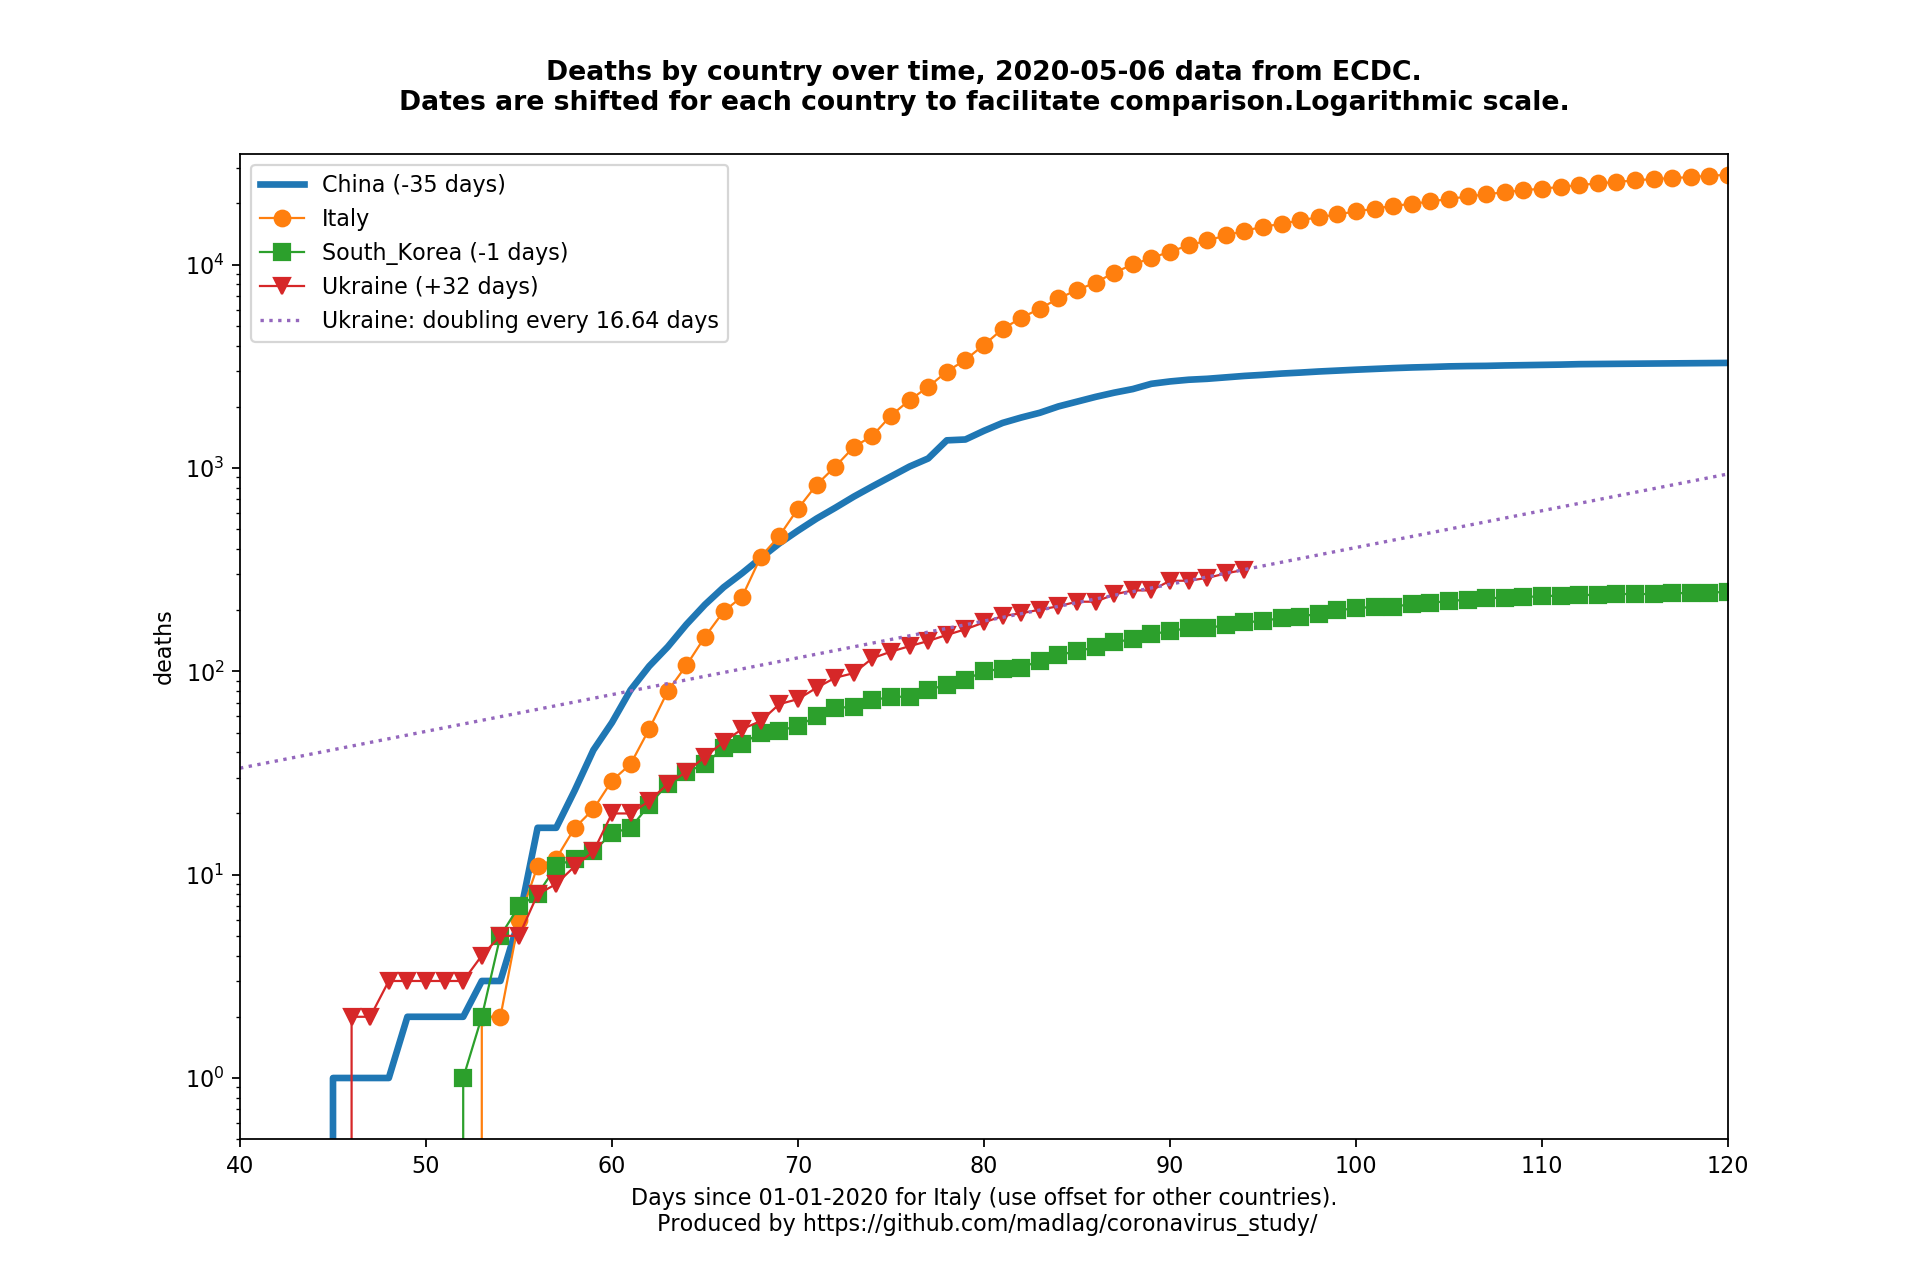 Deaths by country over time, 2020-05-06 data from ECDC.
Dates are shifted for each country to facilitate comparison.Logarithmic scale.
China (-35 days)
Italy
South_Korea (-1 days)
Ukraine (+32 days)
Ukraine: doubling every 16.64 days
deaths
10⁴
10³
10²
10¹
10⁰
40 50 60 70 80 90 100 110 120
Days since 01-01-2020 for Italy (use offset for other countries).
Produced by https://github.com/madlag/coronavirus_study/